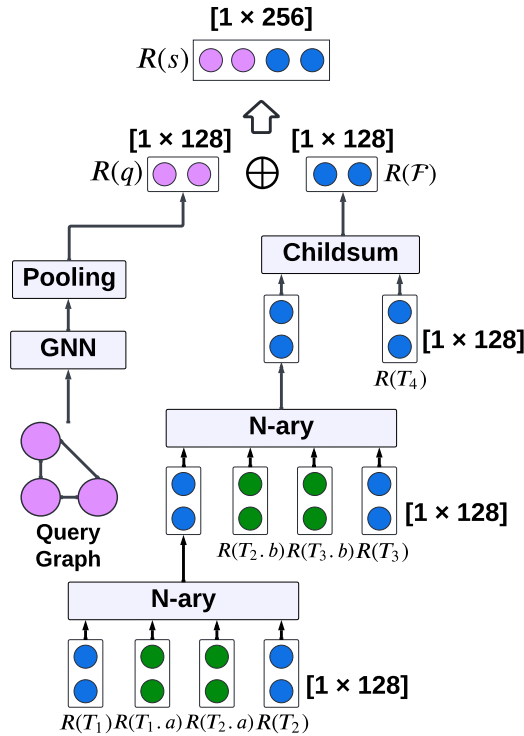 [1 × 256]
R(s)
[1 × 128] [1 × 128]
R(q) ⊕ R(ℱ)
Childsum
Pooling
GNN
[1 × 128]
R(T₄)
N-ary
[1 × 128]
Query
Graph
R(T₂.b) R(T₃.b) R(T₃)
N-ary
[1 × 128]
R(T₁) R(T₁.a) R(T₂.a) R(T₂)